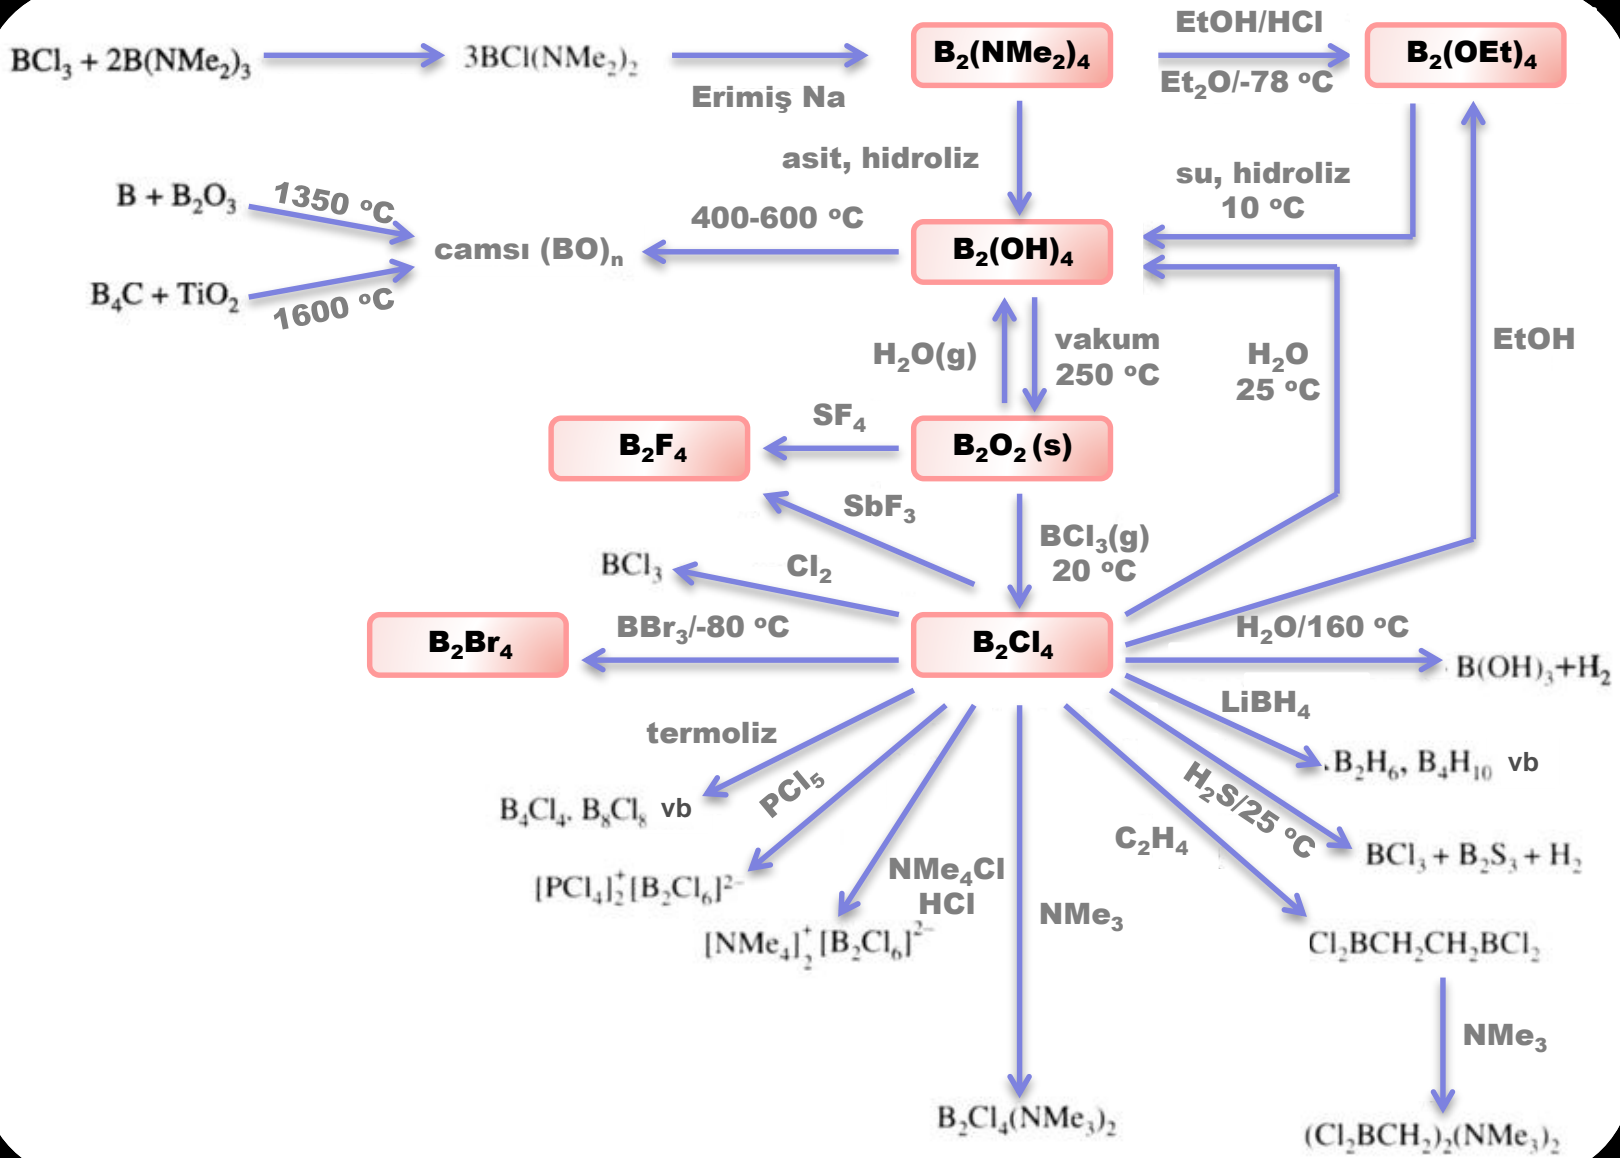 BCl₃ + 2B(NMe₂)₃
3BCl(NMe₂)₂
Erimiş Na
B₂(NMe₂)₄
EtOH/HCl
Et₂O/-78 °C
B₂(OEt)₄
asit, hidroliz
su, hidroliz
10 °C
B + B₂O₃
1350 °C
400-600 °C
camsı (BO)ₙ
B₂(OH)₄
B₄C + TiO₂
1600 °C
H₂O(g)
vakum
250 °C
H₂O
25 °C
EtOH
SF₄
B₂F₄
B₂O₂ (s)
SbF₃
BCl₃(g)
20 °C
BCl₃
Cl₂
B₂Br₄
BBr₃/-80 °C
B₂Cl₄
H₂O/160 °C
B(OH)₃+H₂
LiBH₄
termoliz
B₂H₆, B₄H₁₀ vb
PCl₅
H₂S/25 °C
B₄Cl₄. B₈Cl₈ vb
C₂H₄
BCl₃ + B₂S₃ + H₂
[PCl₄]₂⁺[B₂Cl₆]²⁻
NMe₄Cl
HCl
NMe₃
[NMe₄]₂⁺[B₂Cl₆]²⁻
Cl₂BCH₂CH₂BCl₂
NMe₃
B₂Cl₄(NMe₃)₂
(Cl₂BCH₂)₂(NMe₃)₂